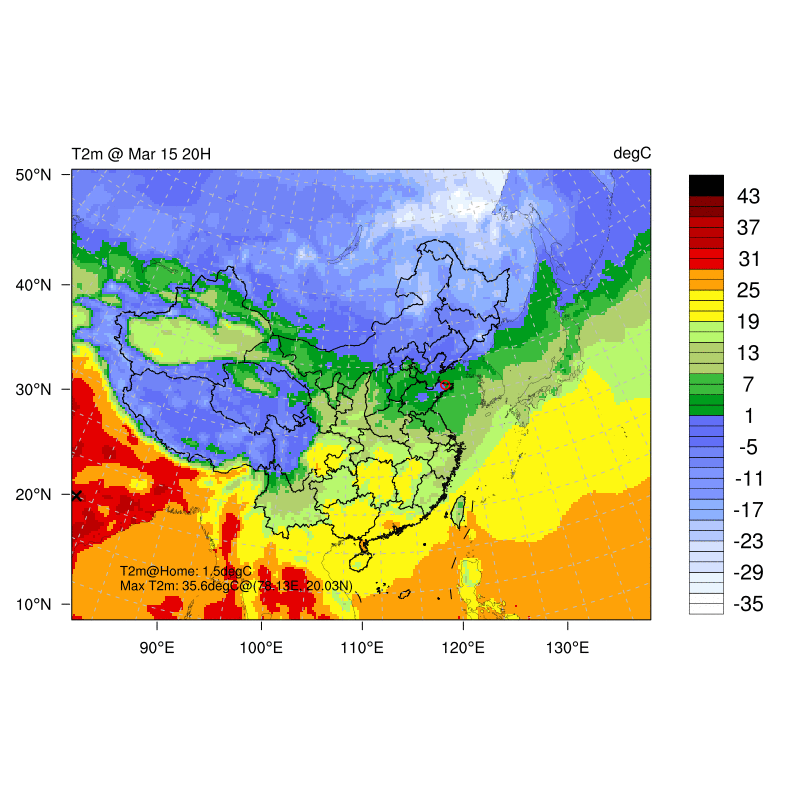 T2m @ Mar 15 20H
degC
50°N
40°N
30°N
20°N
10°N
90°E
100°E
110°E
120°E
130°E
T2m@Home: 1.5degC
Max T2m: 35.6degC@(78.13E, 20.03N)
43
37
31
25
19
13
7
1
-5
-11
-17
-23
-29
-35